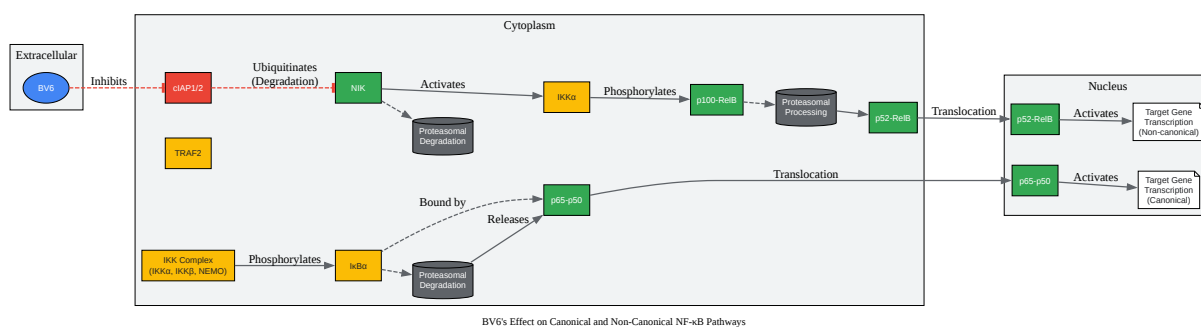 Cytoplasm
Extracellular
BV6
Inhibits
cIAP1/2
Ubiquitinates
(Degradation)
NIK
Activates
IKKα
Phosphorylates
p100-RelB
Proteasomal
Processing
p52-RelB
Translocation
Nucleus
p52-RelB
Activates
Target Gene
Transcription
(Non-canonical)
Proteasomal
Degradation
TRAF2
p65-p50
Activates
Target Gene
Transcription
(Canonical)
Translocation
Bound by
p65-p50
Releases
IKK Complex
(IKKα, IKKβ, NEMO)
Phosphorylates
IκBα
Proteasomal
Degradation
BV6's Effect on Canonical and Non-Canonical NF-κB Pathways